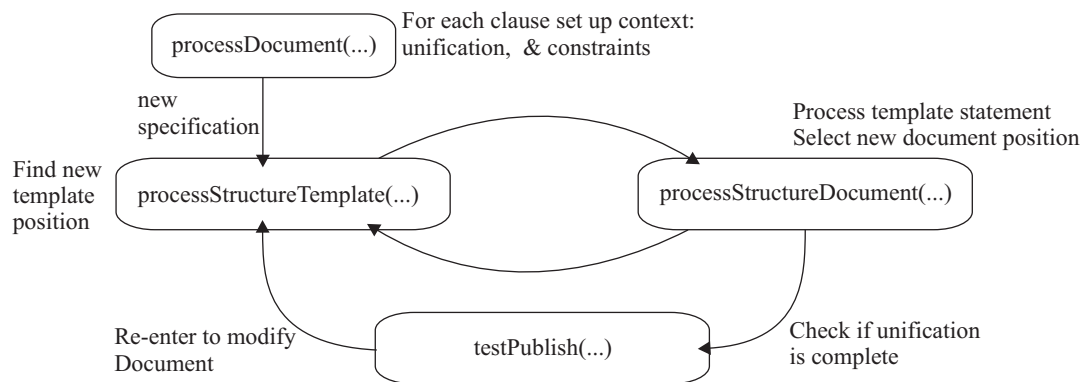 For each clause set up context:
unification, & constraints
processDocument(...)
new
specification
Process template statement
Select new document position
Find new
template
position
processStructureTemplate(...)
processStructureDocument(...)
Re-enter to modify
Document
testPublish(...)
Check if unification
is complete